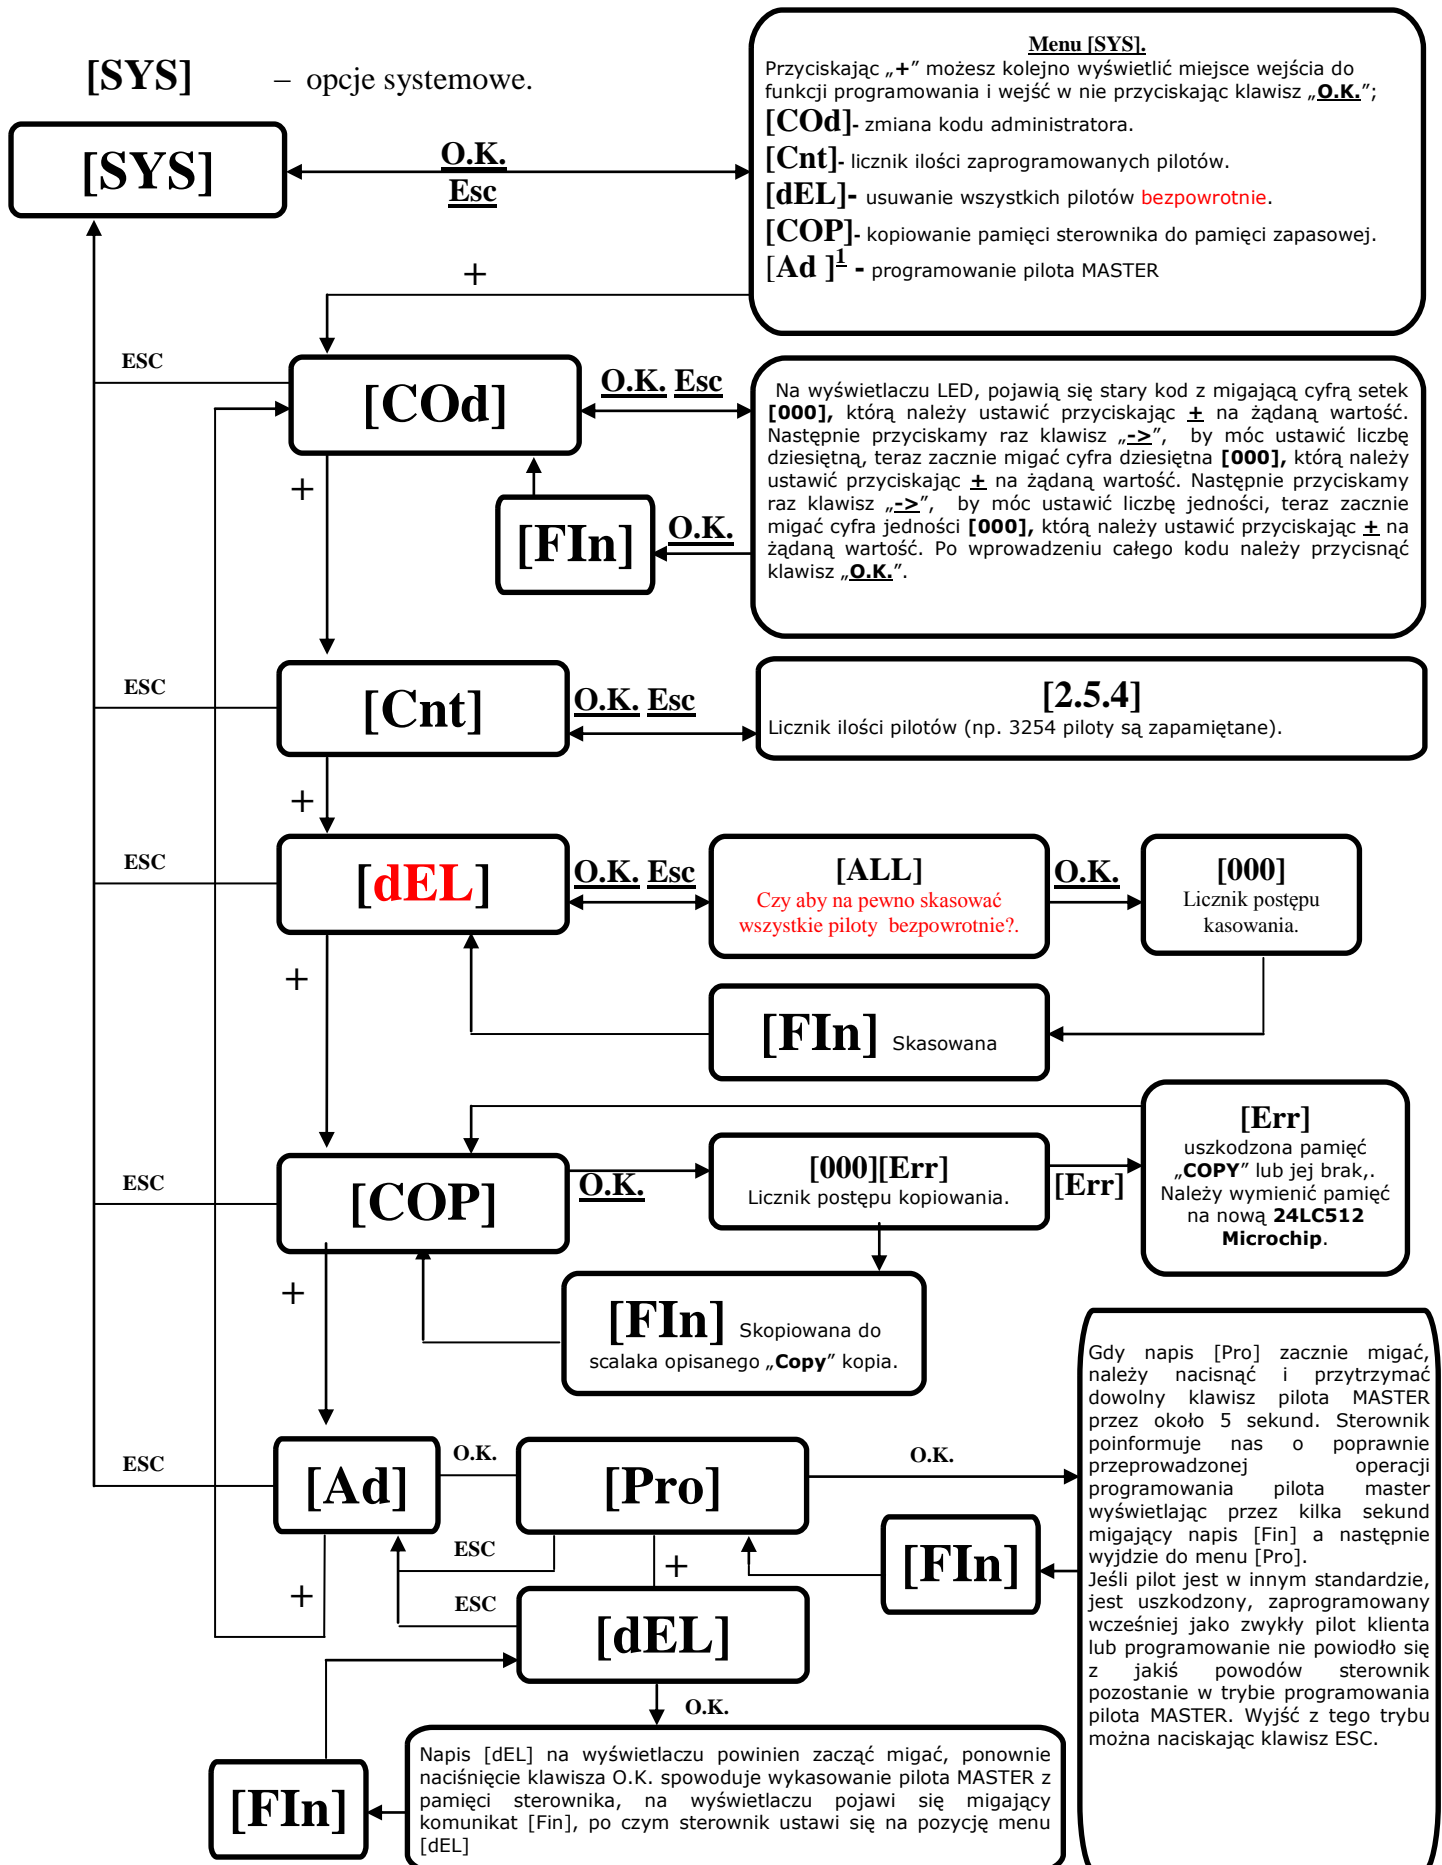 [SYS] – opcje systemowe.
Menu [SYS].
Przyciskając „+” możesz kolejno wyświetlić miejsce wejścia do
funkcji programowania i wejść w nie przyciskając klawisz „O.K.”;
[COd]- zmiana kodu administratora.
[Cnt]- licznik ilości zaprogramowanych pilotów.
[dEL]- usuwanie wszystkich pilotów bezpowrotnie.
[COP]- kopiowanie pamięci sterownika do pamięci zapasowej.
[Ad ]1 - programowanie pilota MASTER
[SYS]
O.K.
Esc
+
ESC
[COd]
O.K. Esc
Na wyświetlaczu LED, pojawią się stary kod z migającą cyfrą setek
[000], którą należy ustawić przyciskając + na żądaną wartość.
Następnie przyciskamy raz klawisz „->”, by móc ustawić liczbę
dziesiętną, teraz zacznie migać cyfra dziesiętna [000], którą należy
ustawić przyciskając + na żądaną wartość. Następnie przyciskamy
raz klawisz „->”, by móc ustawić liczbę jedności, teraz zacznie
migać cyfra jedności [000], którą należy ustawić przyciskając + na
żądaną wartość. Po wprowadzeniu całego kodu należy przycisnąć
klawisz „O.K.”.
+
[FIn]
O.K.
ESC
[Cnt]
O.K. Esc
[2.5.4]
Licznik ilości pilotów (np. 3254 piloty są zapamiętane).
+
ESC
[dEL]
O.K. Esc
[ALL]
Czy aby na pewno skasować
wszystkie piloty bezpowrotnie?.
O.K.
[000]
Licznik postępu
kasowania.
+
[FIn] Skasowana
ESC
[COP]
O.K.
[000][Err]
Licznik postępu kopiowania.
[Err]
[Err]
uszkodzona pamięć
„COPY” lub jej brak,.
Należy wymienić pamięć
na nową 24LC512
Microchip.
+
[FIn] Skopiowana do
scalaka opisanego „Copy” kopia.
ESC
[Ad]
O.K.
[Pro]
O.K.
Gdy napis [Pro] zacznie migać,
należy nacisnąć i przytrzymać
dowolny klawisz pilota MASTER
przez około 5 sekund. Sterownik
poinformuje nas o poprawnie
przeprowadzonej operacji
programowania pilota master
wyświetlając przez kilka sekund
migający napis [Fin] a następnie
wyjdzie do menu [Pro].
Jeśli pilot jest w innym standardzie,
jest uszkodzony, zaprogramowany
wcześniej jako zwykły pilot klienta
lub programowanie nie powiodło się
z jakiś powodów sterownik
pozostanie w trybie programowania
pilota MASTER. Wyjść z tego trybu
można naciskając klawisz ESC.
ESC
+
[FIn]
+
ESC
[dEL]
O.K.
[FIn]
Napis [dEL] na wyświetlaczu powinien zacząć migać, ponownie
naciśnięcie klawisza O.K. spowoduje wykasowanie pilota MASTER z
pamięci sterownika, na wyświetlaczu pojawi się migający
komunikat [Fin], po czym sterownik ustawi się na pozycję menu
[dEL]